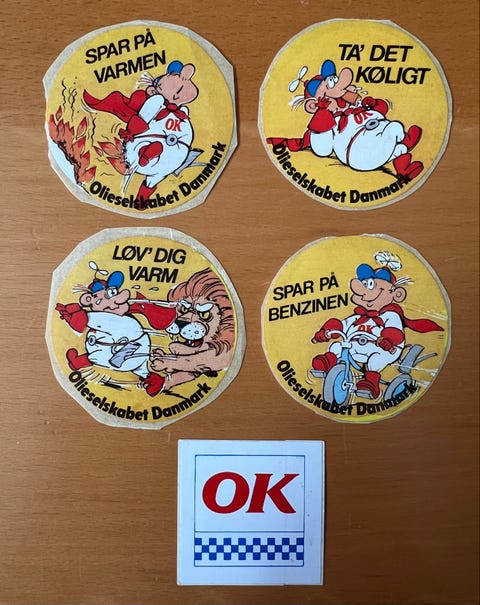 SPAR PÅ
VARMEN
OK
Olieselskabet Danmark
TA' DET
KØLIGT
OK
Olieselskabet Danmark
LØV' DIG
VARM
Olieselskabet Danmark
SPAR PÅ
BENZINEN
OK
Olieselskabet Danmark
OK